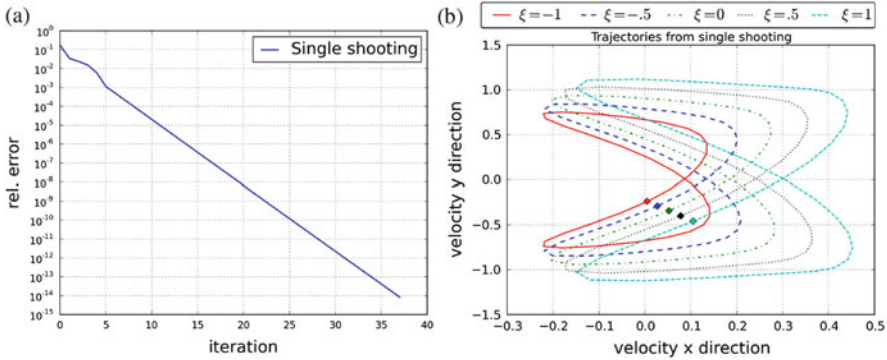 (a)
10^0
10^-1
10^-2
10^-3
10^-4
10^-5
10^-6
10^-7
10^-8
10^-9
10^-10
10^-11
10^-12
10^-13
10^-14
10^-15
rel. error
Single shooting
0 5 10 15 20 25 30 35 40
iteration
(b)
ξ=−1 ξ=−.5 ξ=0 ξ=.5 ξ=1
Trajectories from single shooting
1.5
1.0
0.5
0.0
−0.5
−1.0
−1.5
velocity y direction
−0.3 −0.2 −0.1 0.0 0.1 0.2 0.3 0.4 0.5
velocity x direction